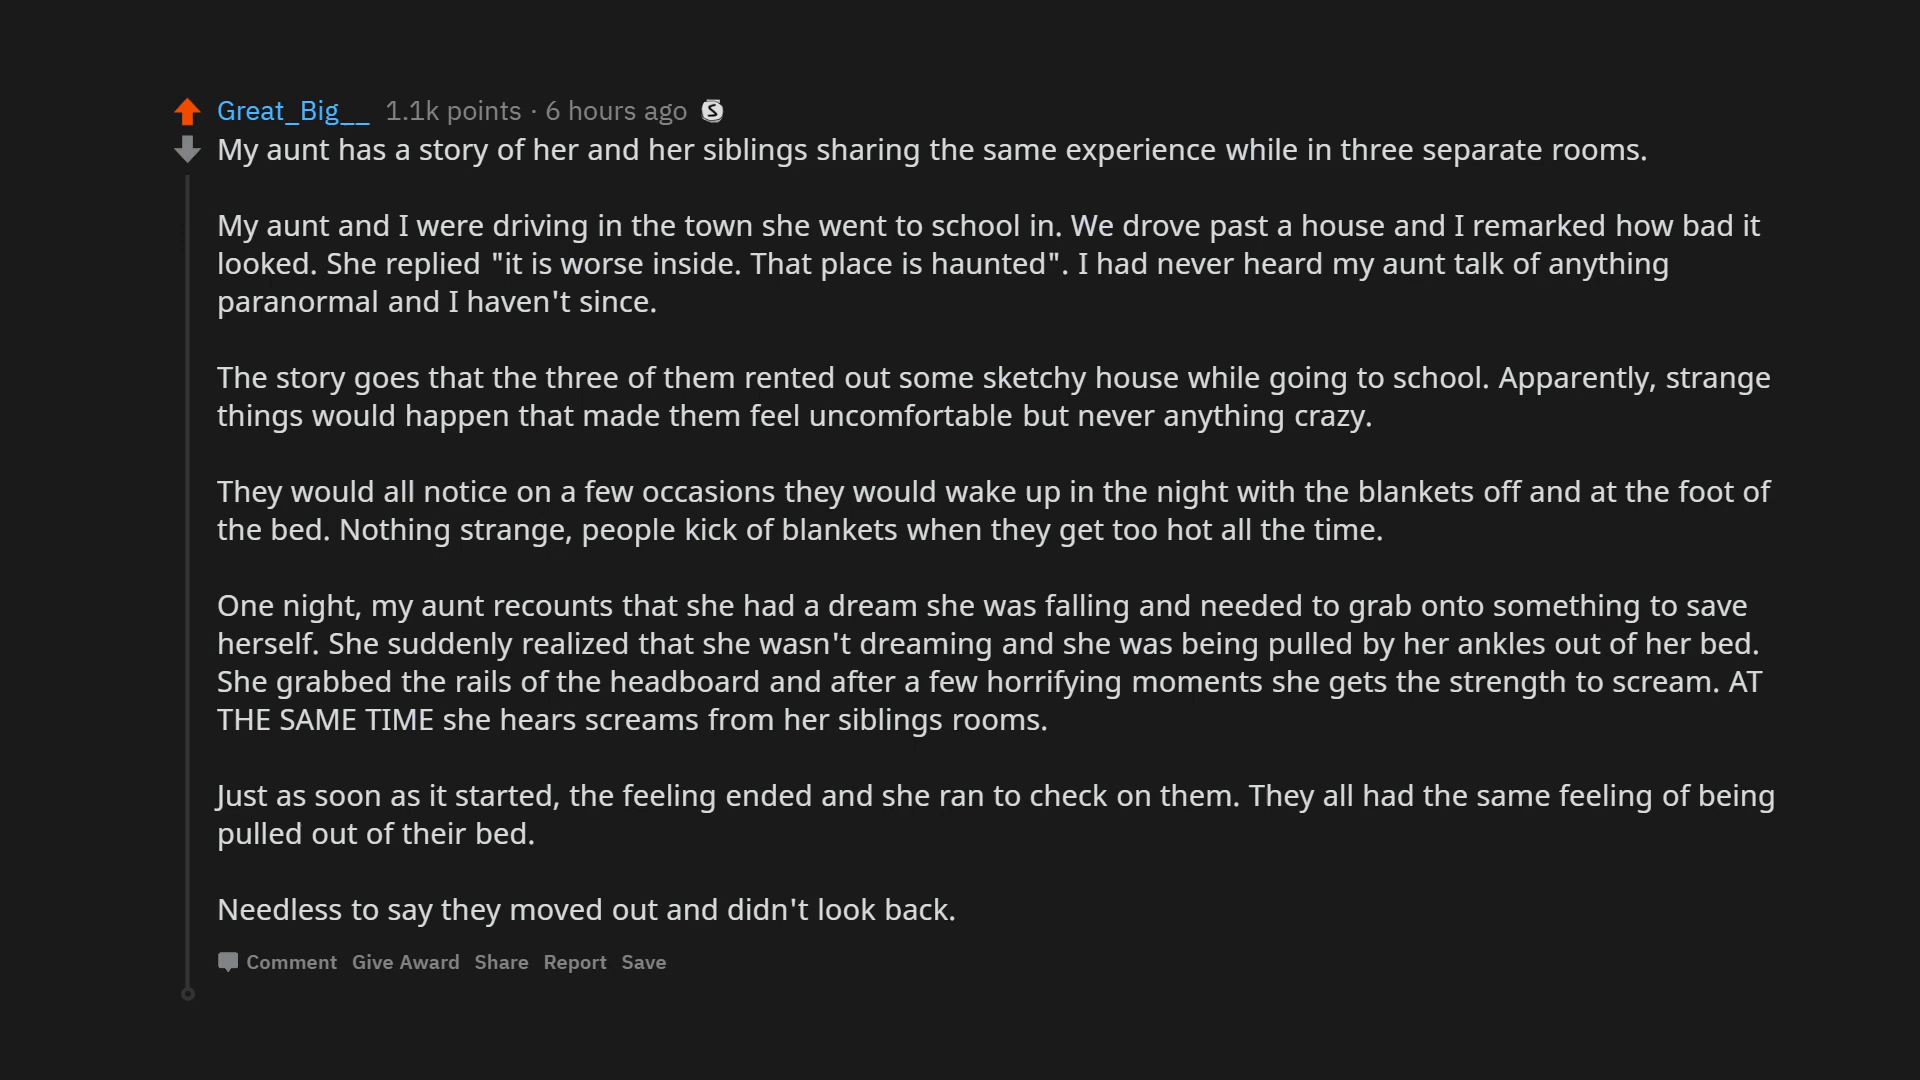 Great_Big__ 1.1k points · 6 hours ago S
My aunt has a story of her and her siblings sharing the same experience while in three separate rooms.
My aunt and I were driving in the town she went to school in. We drove past a house and I remarked how bad it
looked. She replied "it is worse inside. That place is haunted". I had never heard my aunt talk of anything
paranormal and I haven't since.
The story goes that the three of them rented out some sketchy house while going to school. Apparently, strange
things would happen that made them feel uncomfortable but never anything crazy.
They would all notice on a few occasions they would wake up in the night with the blankets off and at the foot of
the bed. Nothing strange, people kick of blankets when they get too hot all the time.
One night, my aunt recounts that she had a dream she was falling and needed to grab onto something to save
herself. She suddenly realized that she wasn't dreaming and she was being pulled by her ankles out of her bed.
She grabbed the rails of the headboard and after a few horrifying moments she gets the strength to scream. AT
THE SAME TIME she hears screams from her siblings rooms.
Just as soon as it started, the feeling ended and she ran to check on them. They all had the same feeling of being
pulled out of their bed.
Needless to say they moved out and didn't look back.
Comment Give Award Share Report Save